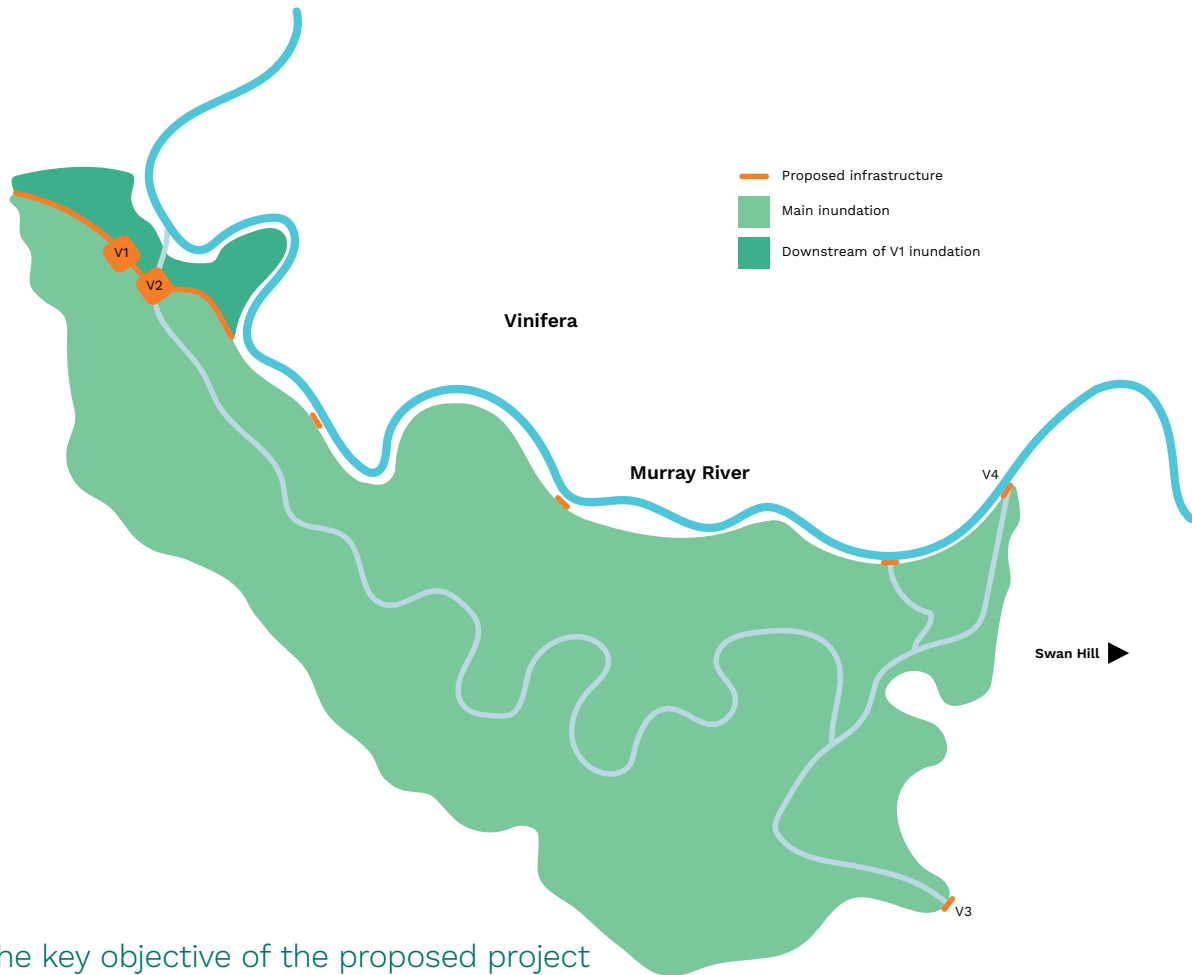 Proposed infrastructure
Main inundation
Downstream of V1 inundation
V1
V2
Vinifera
Murray River
V4
Swan Hill
V3
he key objective of the proposed project